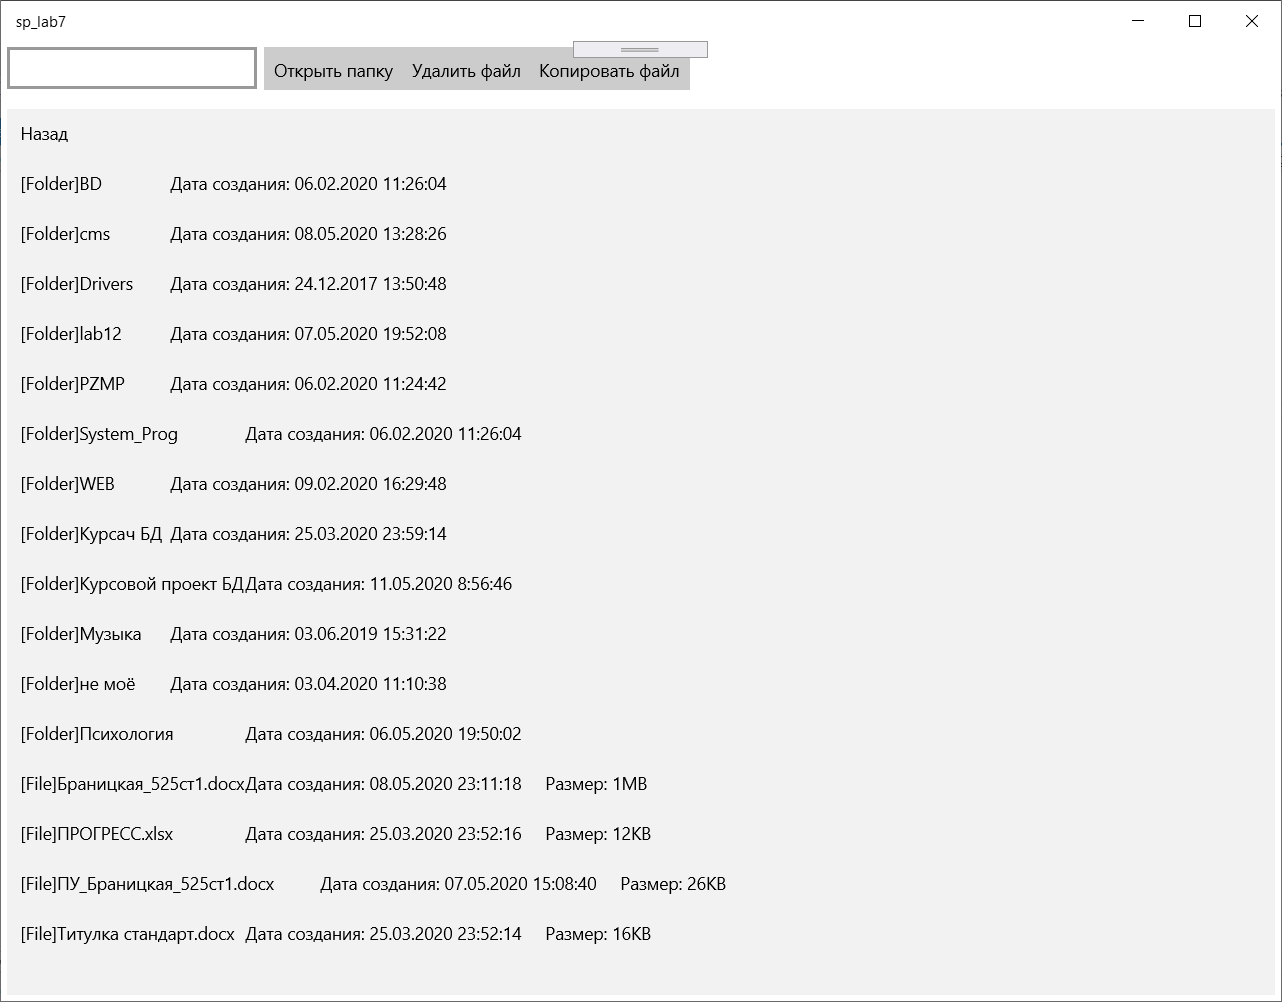 sp_lab7
Открыть папку Удалить файл Копировать файл
Назад
[Folder]BD Дата создания: 06.02.2020 11:26:04
[Folder]cms Дата создания: 08.05.2020 13:28:26
[Folder]Drivers Дата создания: 24.12.2017 13:50:48
[Folder]lab12 Дата создания: 07.05.2020 19:52:08
[Folder]PZMP Дата создания: 06.02.2020 11:24:42
[Folder]System_Prog Дата создания: 06.02.2020 11:26:04
[Folder]WEB Дата создания: 09.02.2020 16:29:48
[Folder]Курсач БД Дата создания: 25.03.2020 23:59:14
[Folder]Курсовой проект БДДата создания: 11.05.2020 8:56:46
[Folder]Музыка Дата создания: 03.06.2019 15:31:22
[Folder]не моё Дата создания: 03.04.2020 11:10:38
[Folder]Психология Дата создания: 06.05.2020 19:50:02
[File]Браницкая_525ст1.docxДата создания: 08.05.2020 23:11:18 Размер: 1MB
[File]ПРОГРЕСС.xlsx Дата создания: 25.03.2020 23:52:16 Размер: 12KB
[File]ПУ_Браницкая_525ст1.docx Дата создания: 07.05.2020 15:08:40 Размер: 26KB
[File]Титулка стандарт.docx Дата создания: 25.03.2020 23:52:14 Размер: 16KB